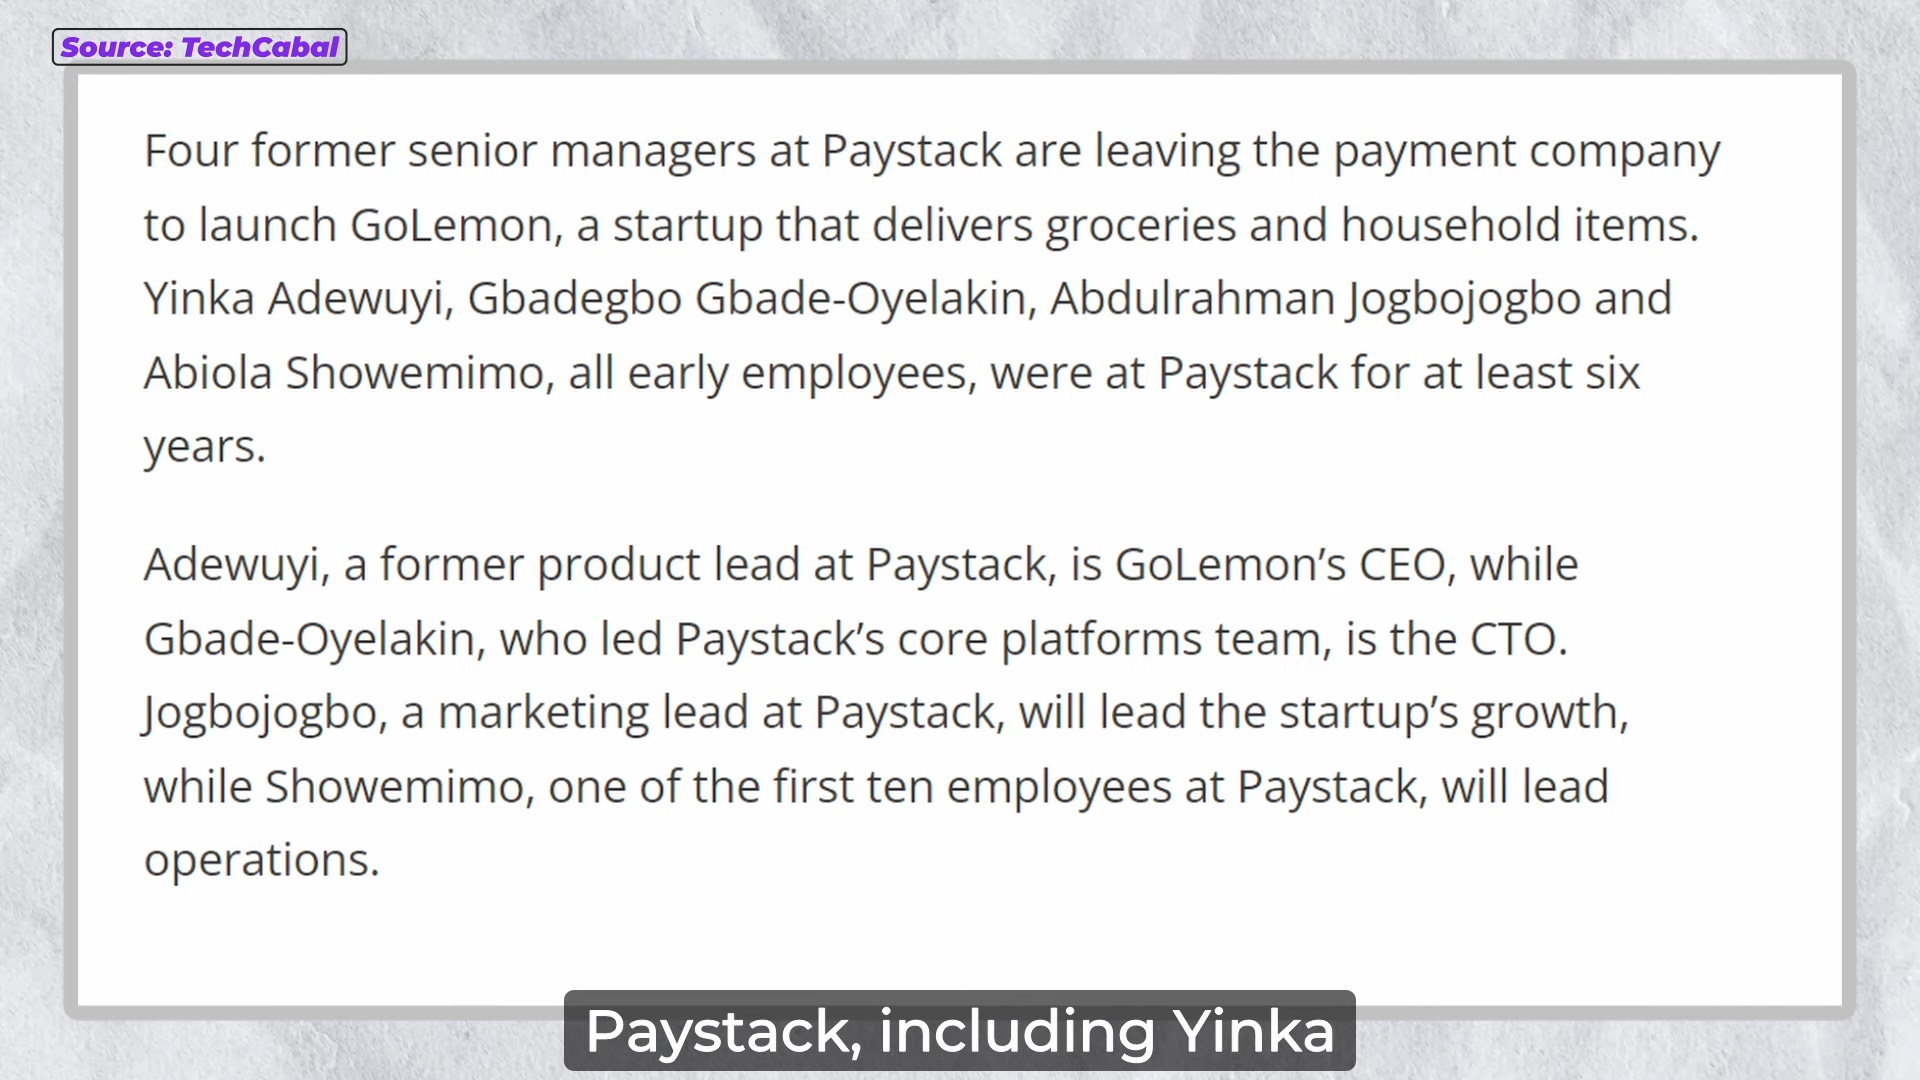 Source: TechCabal
Four former senior managers at Paystack are leaving the payment company
to launch GoLemon, a startup that delivers groceries and household items.
Yinka Adewuyi, Gbadegbo Gbade-Oyelakin, Abdulrahman Jogbojogbo and
Abiola Showemimo, all early employees, were at Paystack for at least six
years.
Adewuyi, a former product lead at Paystack, is GoLemon’s CEO, while
Gbade-Oyelakin, who led Paystack’s core platforms team, is the CTO.
Jogbojogbo, a marketing lead at Paystack, will lead the startup’s growth,
while Showemimo, one of the first ten employees at Paystack, will lead
operations.
Paystack, including Yinka